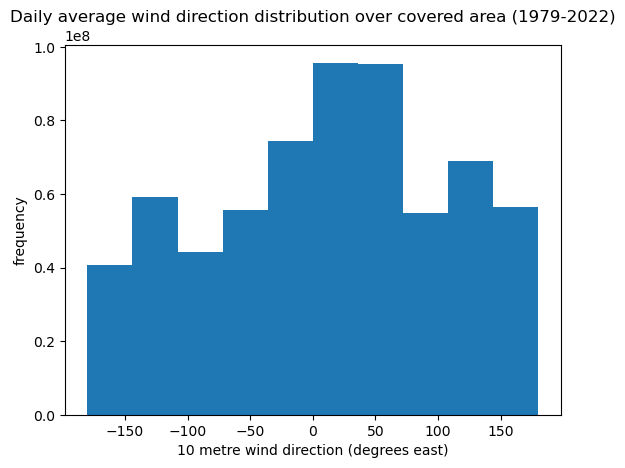 Daily average wind direction distribution over covered area (1979-2022)
1e8
1.0
0.8
0.6
0.4
0.2
0.0
frequency
−150 −100 −50 0 50 100 150
10 metre wind direction (degrees east)